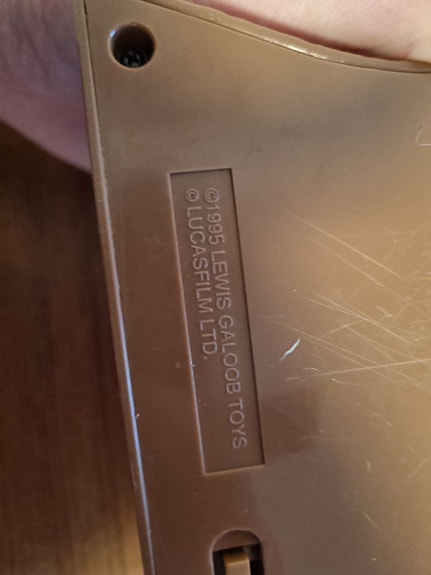 ©1995 LEWIS GALOOB TOYS
© LUCASFILM LTD.